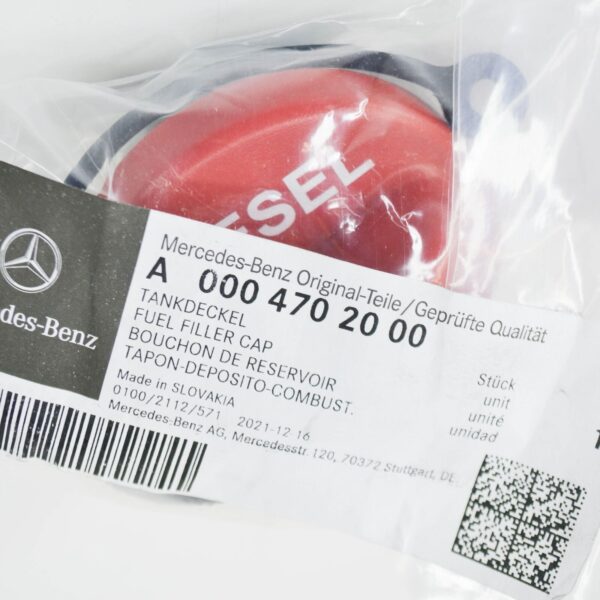 ESEL
des-Benz
Mercedes-Benz Original-Teile/Geprüfte Qualität
A 000 470 20 00
TANKDECKEL
FUEL FILLER CAP
BOUCHON DE RESERVOIR
TAPON-DEPOSITO-COMBUST.
Stück
unit
unité
unidad
1
Made in SLOVAKIA
0100/2112/571 2021-12-16
Mercedes-Benz AG, Mercedesstr.120, 70372 Stuttgart, DE